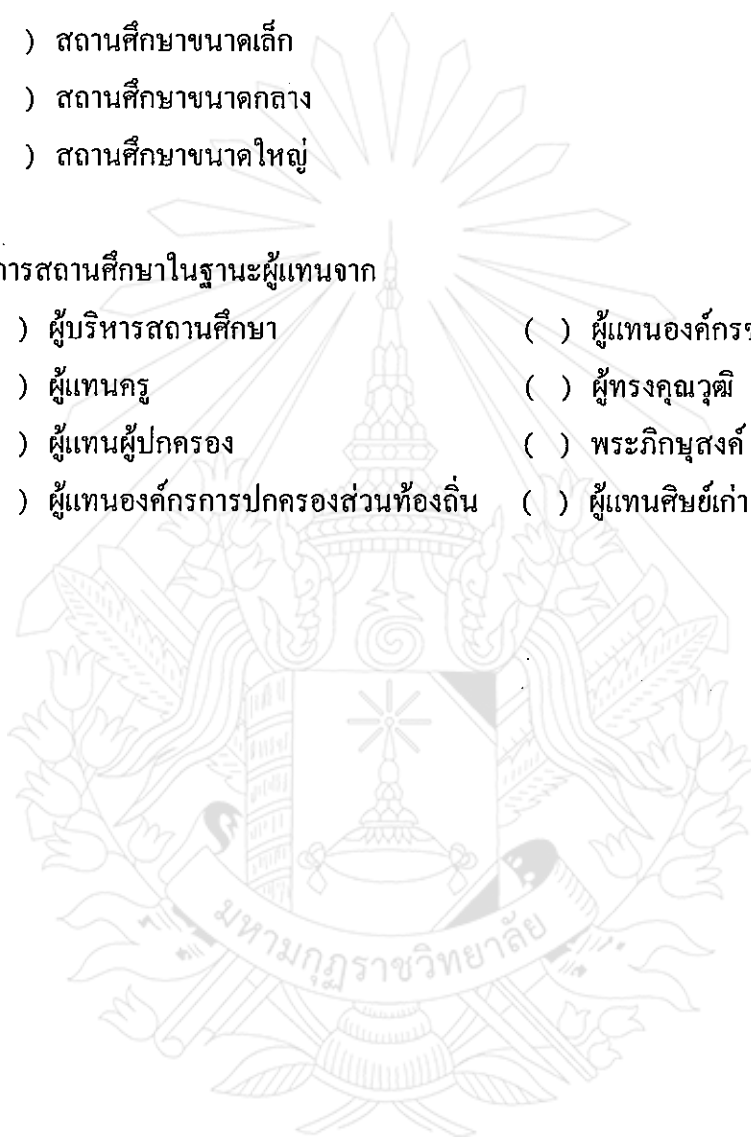 ) สถานศึกษาขนาดเล็ก
) สถานศึกษาขนาดกลาง
) สถานศึกษาขนาดใหญ่
การสถานศึกษาในฐานะผู้แทนจาก
) ผู้บริหารสถานศึกษา ( ) ผู้แทนองค์กร
) ผู้แทนครู ( ) ผู้ทรงคุณวุฒิ
) ผู้แทนผู้ปกครอง ( ) พระภิกษุสงค์
) ผู้แทนองค์กรการปกครองส่วนท้องถิ่น ( ) ผู้แทนศิษย์เก่า
มหามกุฏราชวิทยาลัย